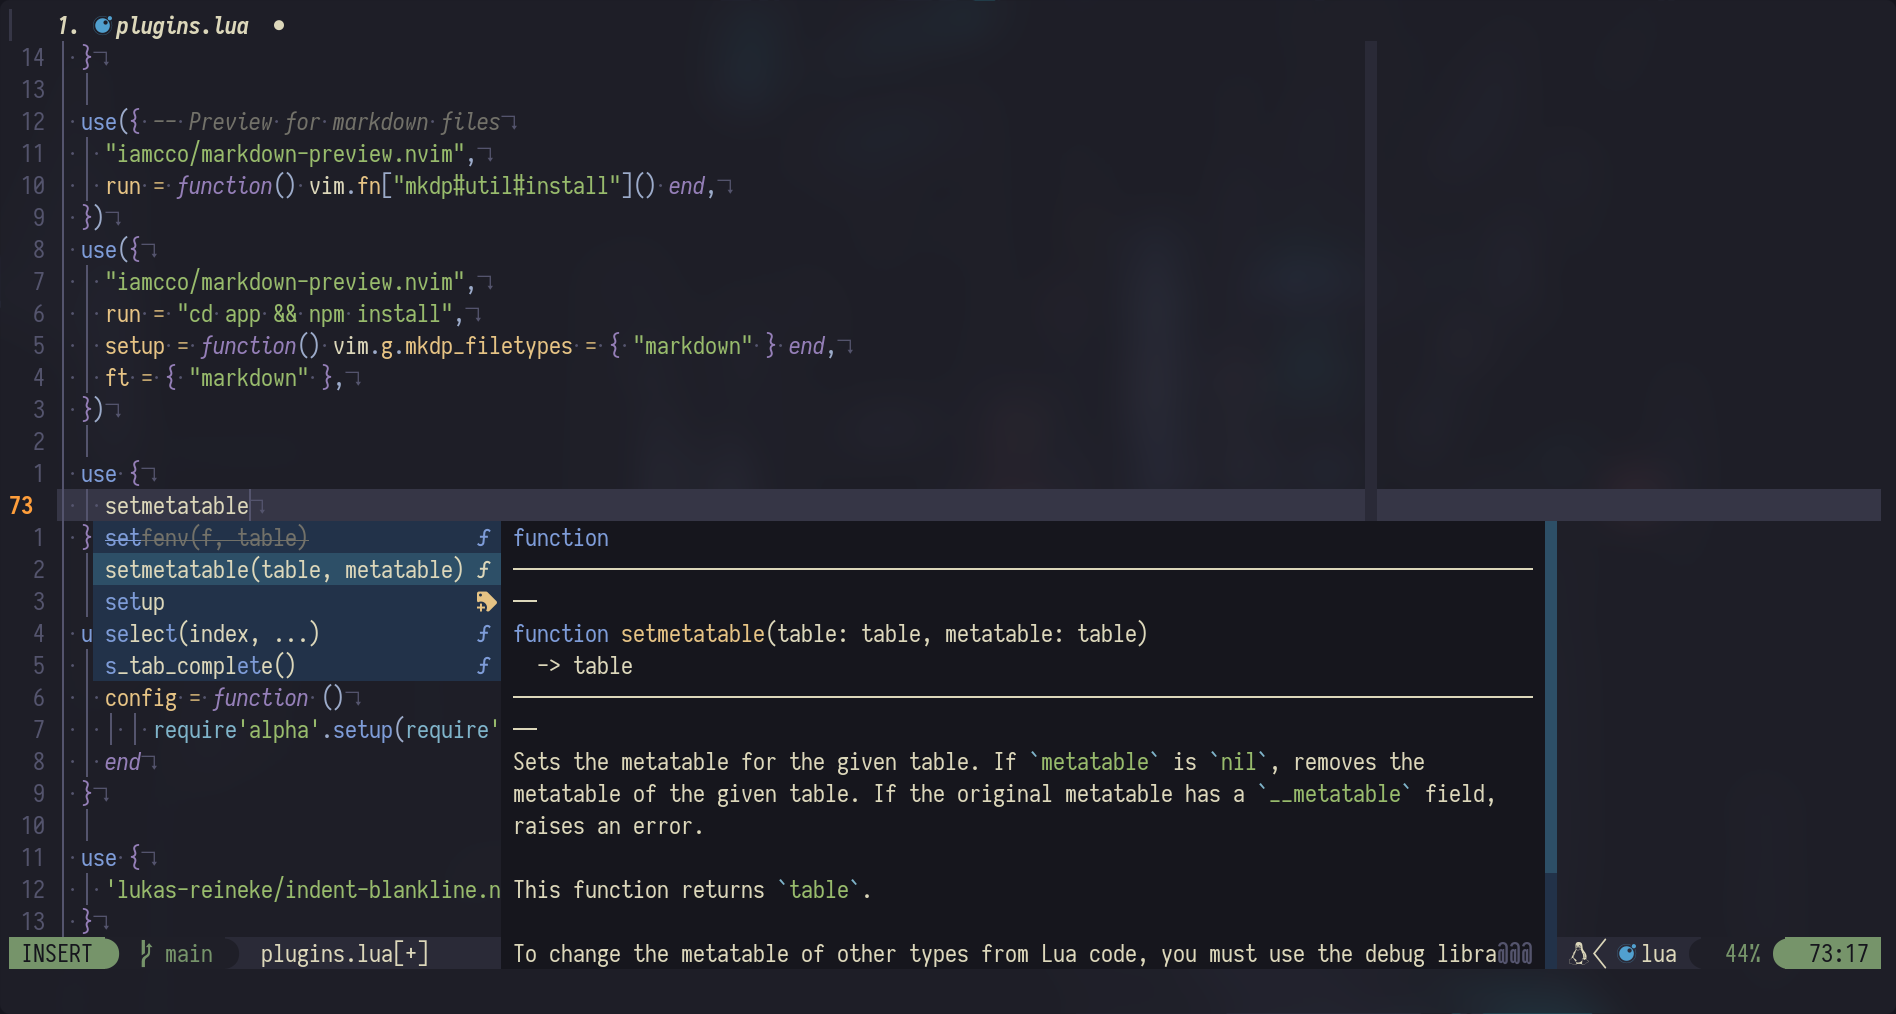 1. plugins.lua ●
14 }
13
12 use({ -- Preview for markdown files
11 "iamcco/markdown-preview.nvim",
10 run = function() vim.fn["mkdp#util#install"]() end,
9 })
8 use({
7 "iamcco/markdown-preview.nvim",
6 run = "cd app && npm install",
5 setup = function() vim.g.mkdp_filetypes = { "markdown" } end,
4 ft = { "markdown" },
3 })
2
1 use {
73 setmetatable
1 } setfenv(f, table) ƒ function
2 setmetatable(table, metatable) ƒ
3 setup
4 u select(index, ...) ƒ function setmetatable(table: table, metatable: table)
5 s_tab_complete() ƒ -> table
6 config = function ()
7 require'alpha'.setup(require'
8 end Sets the metatable for the given table. If `metatable` is `nil`, removes the
9 } metatable of the given table. If the original metatable has a `__metatable` field,
10 raises an error.
11 use {
12 'lukas-reineke/indent-blankline.n This function returns `table`.
13 }
INSERT main plugins.lua[+] To change the metatable of other types from Lua code, you must use the debug libra@@@ lua 44% 73:17